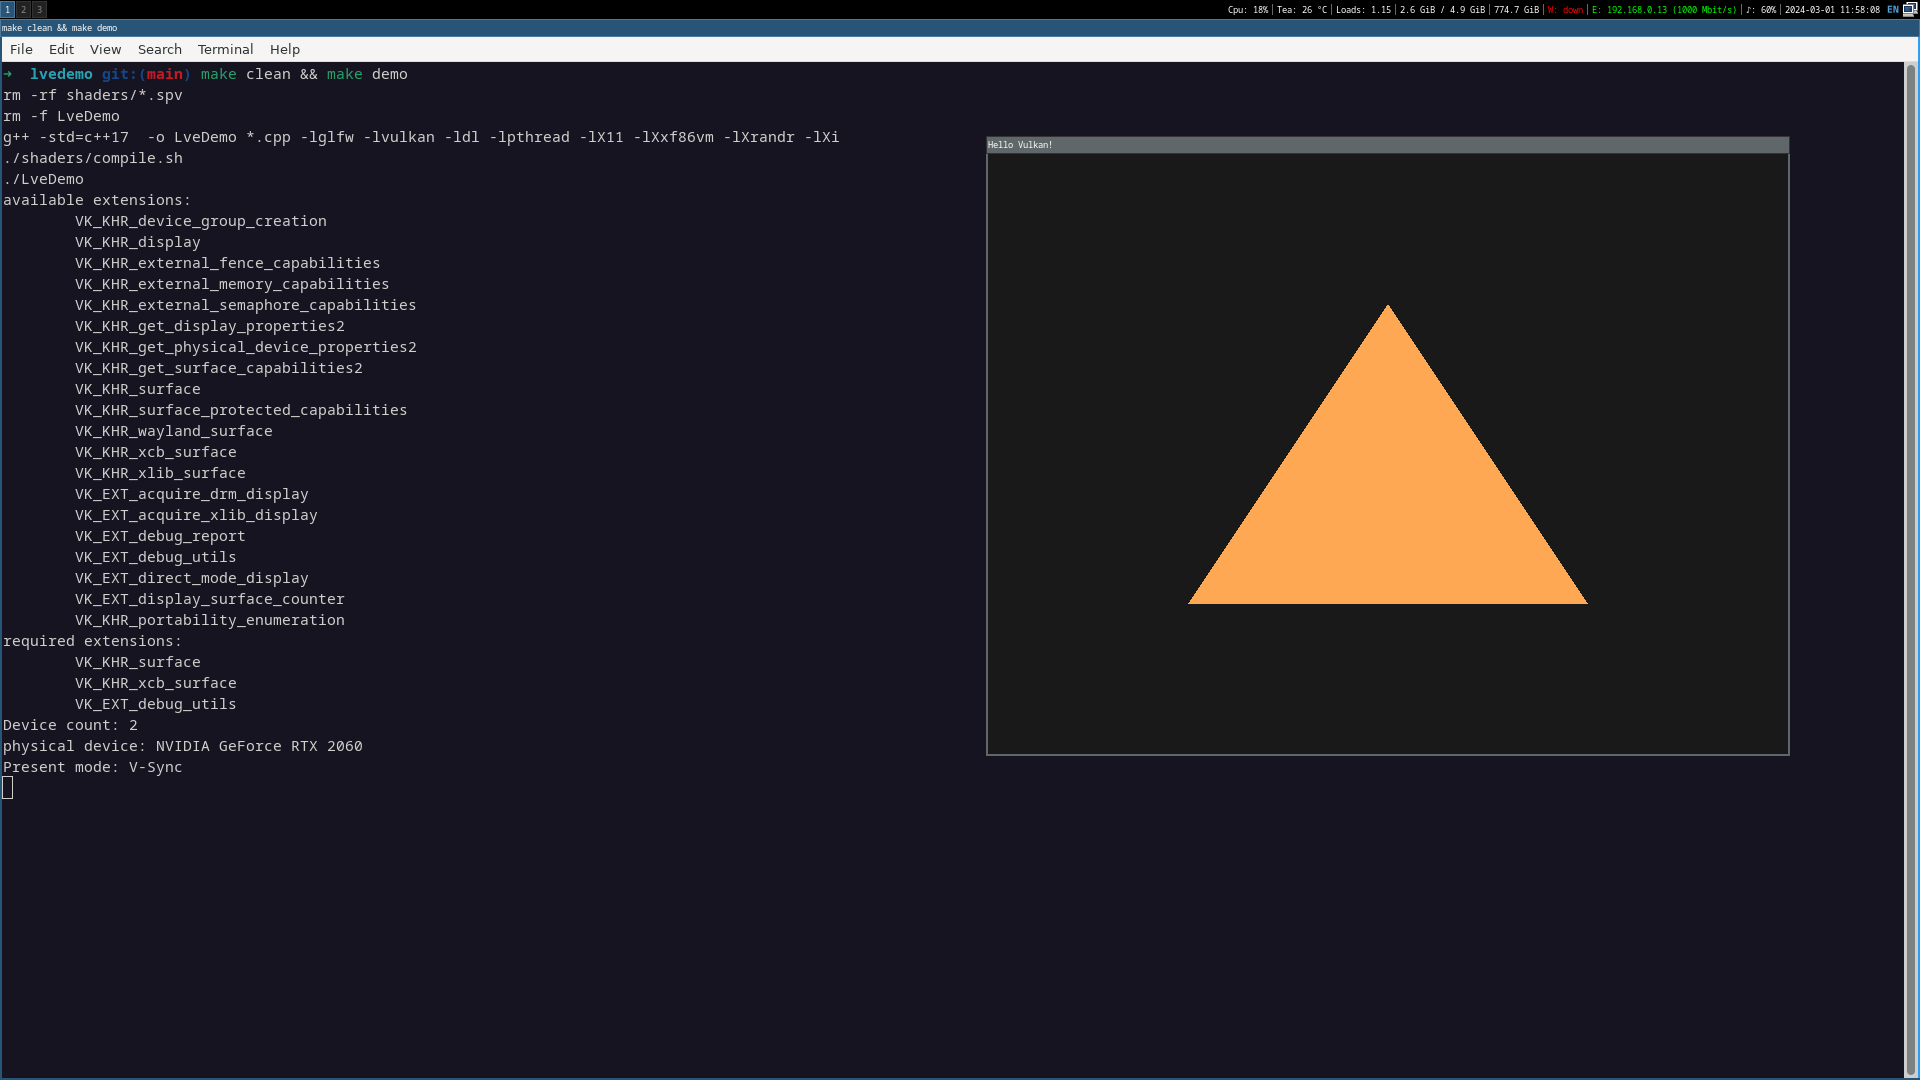 1 2 3 Cpu: 18% Tea: 26 °C Loads: 1.15 2.6 GiB / 4.9 GiB 774.7 GiB W: down E: 192.168.0.13 (1000 Mbit/s) ♪: 60% 2024-03-01 11:58:08 EN
make clean && make demo
File Edit View Search Terminal Help
➜ lvedemo git:(main) make clean && make demo
rm -rf shaders/*.spv
rm -f LveDemo
g++ -std=c++17  -o LveDemo *.cpp -lglfw -lvulkan -ldl -lpthread -lX11 -lXxf86vm -lXrandr -lXi
./shaders/compile.sh
./LveDemo
available extensions:
VK_KHR_device_group_creation
VK_KHR_display
VK_KHR_external_fence_capabilities
VK_KHR_external_memory_capabilities
VK_KHR_external_semaphore_capabilities
VK_KHR_get_display_properties2
VK_KHR_get_physical_device_properties2
VK_KHR_get_surface_capabilities2
VK_KHR_surface
VK_KHR_surface_protected_capabilities
VK_KHR_wayland_surface
VK_KHR_xcb_surface
VK_KHR_xlib_surface
VK_EXT_acquire_drm_display
VK_EXT_acquire_xlib_display
VK_EXT_debug_report
VK_EXT_debug_utils
VK_EXT_direct_mode_display
VK_EXT_display_surface_counter
VK_KHR_portability_enumeration
required extensions:
VK_KHR_surface
VK_KHR_xcb_surface
VK_EXT_debug_utils
Device count: 2
physical device: NVIDIA GeForce RTX 2060
Present mode: V-Sync
Hello Vulkan!